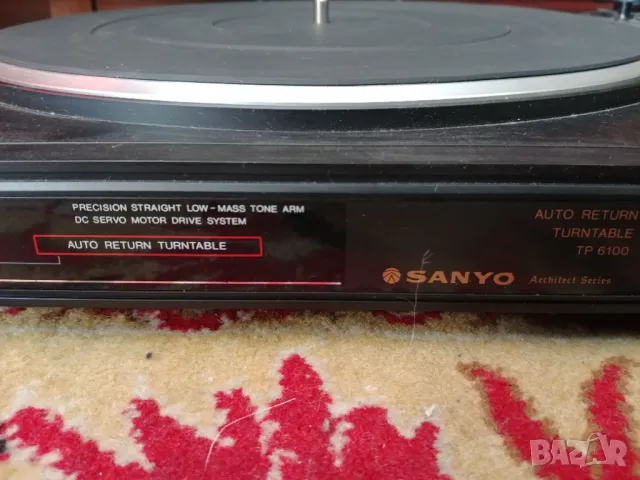 PRECISION STRAIGHT LOW-MASS TONE ARM
DC SERVO MOTOR DRIVE SYSTEM
AUTO RETURN TURNTABLE
AUTO RETURN
TURNTABLE
TP 6100
SANYO Architect Series
BAZAR